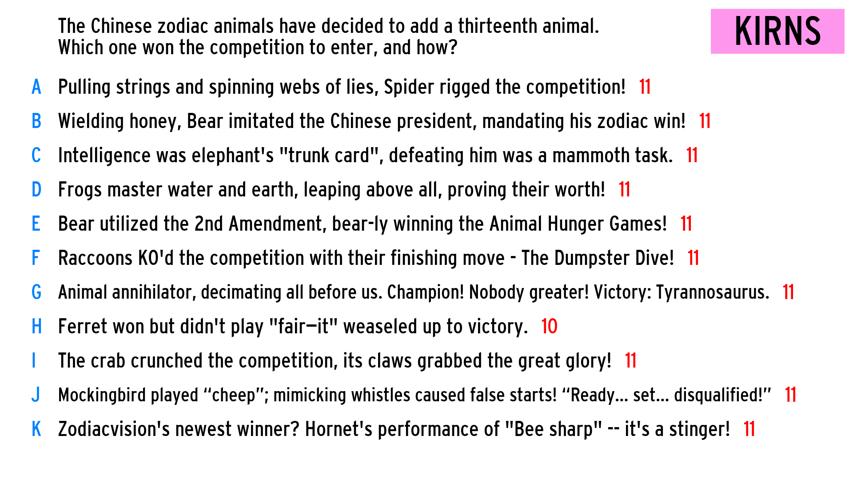 The Chinese zodiac animals have decided to add a thirteenth animal.
Which one won the competition to enter, and how?
KIRNS
A Pulling strings and spinning webs of lies, Spider rigged the competition! 11
B Wielding honey, Bear imitated the Chinese president, mandating his zodiac win! 11
C Intelligence was elephant's "trunk card", defeating him was a mammoth task. 11
D Frogs master water and earth, leaping above all, proving their worth! 11
E Bear utilized the 2nd Amendment, bear-ly winning the Animal Hunger Games! 11
F Raccoons KO'd the competition with their finishing move - The Dumpster Dive! 11
G Animal annihilator, decimating all before us. Champion! Nobody greater! Victory: Tyrannosaurus. 11
H Ferret won but didn't play "fair—it" weaseled up to victory. 10
I The crab crunched the competition, its claws grabbed the great glory! 11
J Mockingbird played “cheep”; mimicking whistles caused false starts! “Ready... set... disqualified!” 11
K Zodiacvision's newest winner? Hornet's performance of "Bee sharp" -- it's a stinger! 11